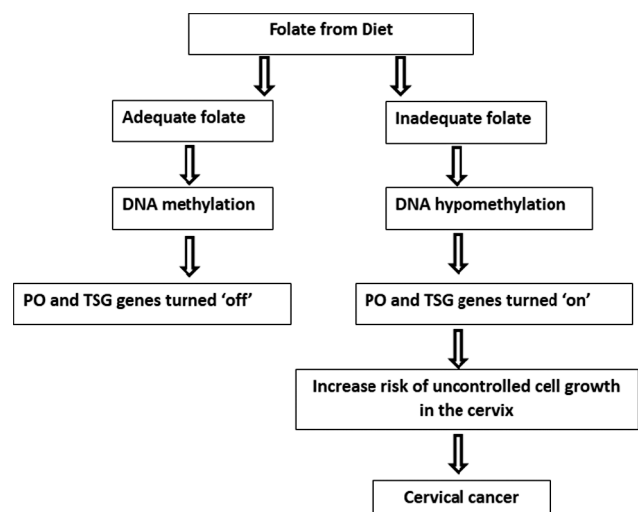 Folate from Diet
Adequate folate
Inadequate folate
DNA methylation
DNA hypomethylation
PO and TSG genes turned ‘off’
PO and TSG genes turned ‘on’
Increase risk of uncontrolled cell growth
in the cervix
Cervical cancer